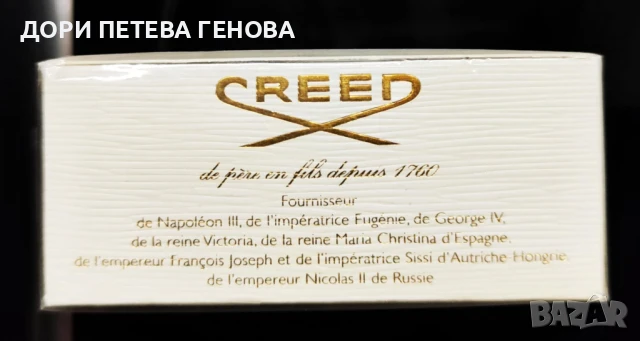 ДОРИ ПЕТЕВА ГЕНОВА
CREED
de père en fils depuis 1760
Fournisseur
de Napoléon III, de l'impératrice Eugénie, de George IV,
de la reine Victoria, de la reine Maria Christina d'Espagne,
de l'empereur François Joseph et de l'impératrice Sissi d'Autriche-Hongrie,
de l'empereur Nicolas II de Russie
BAZAR